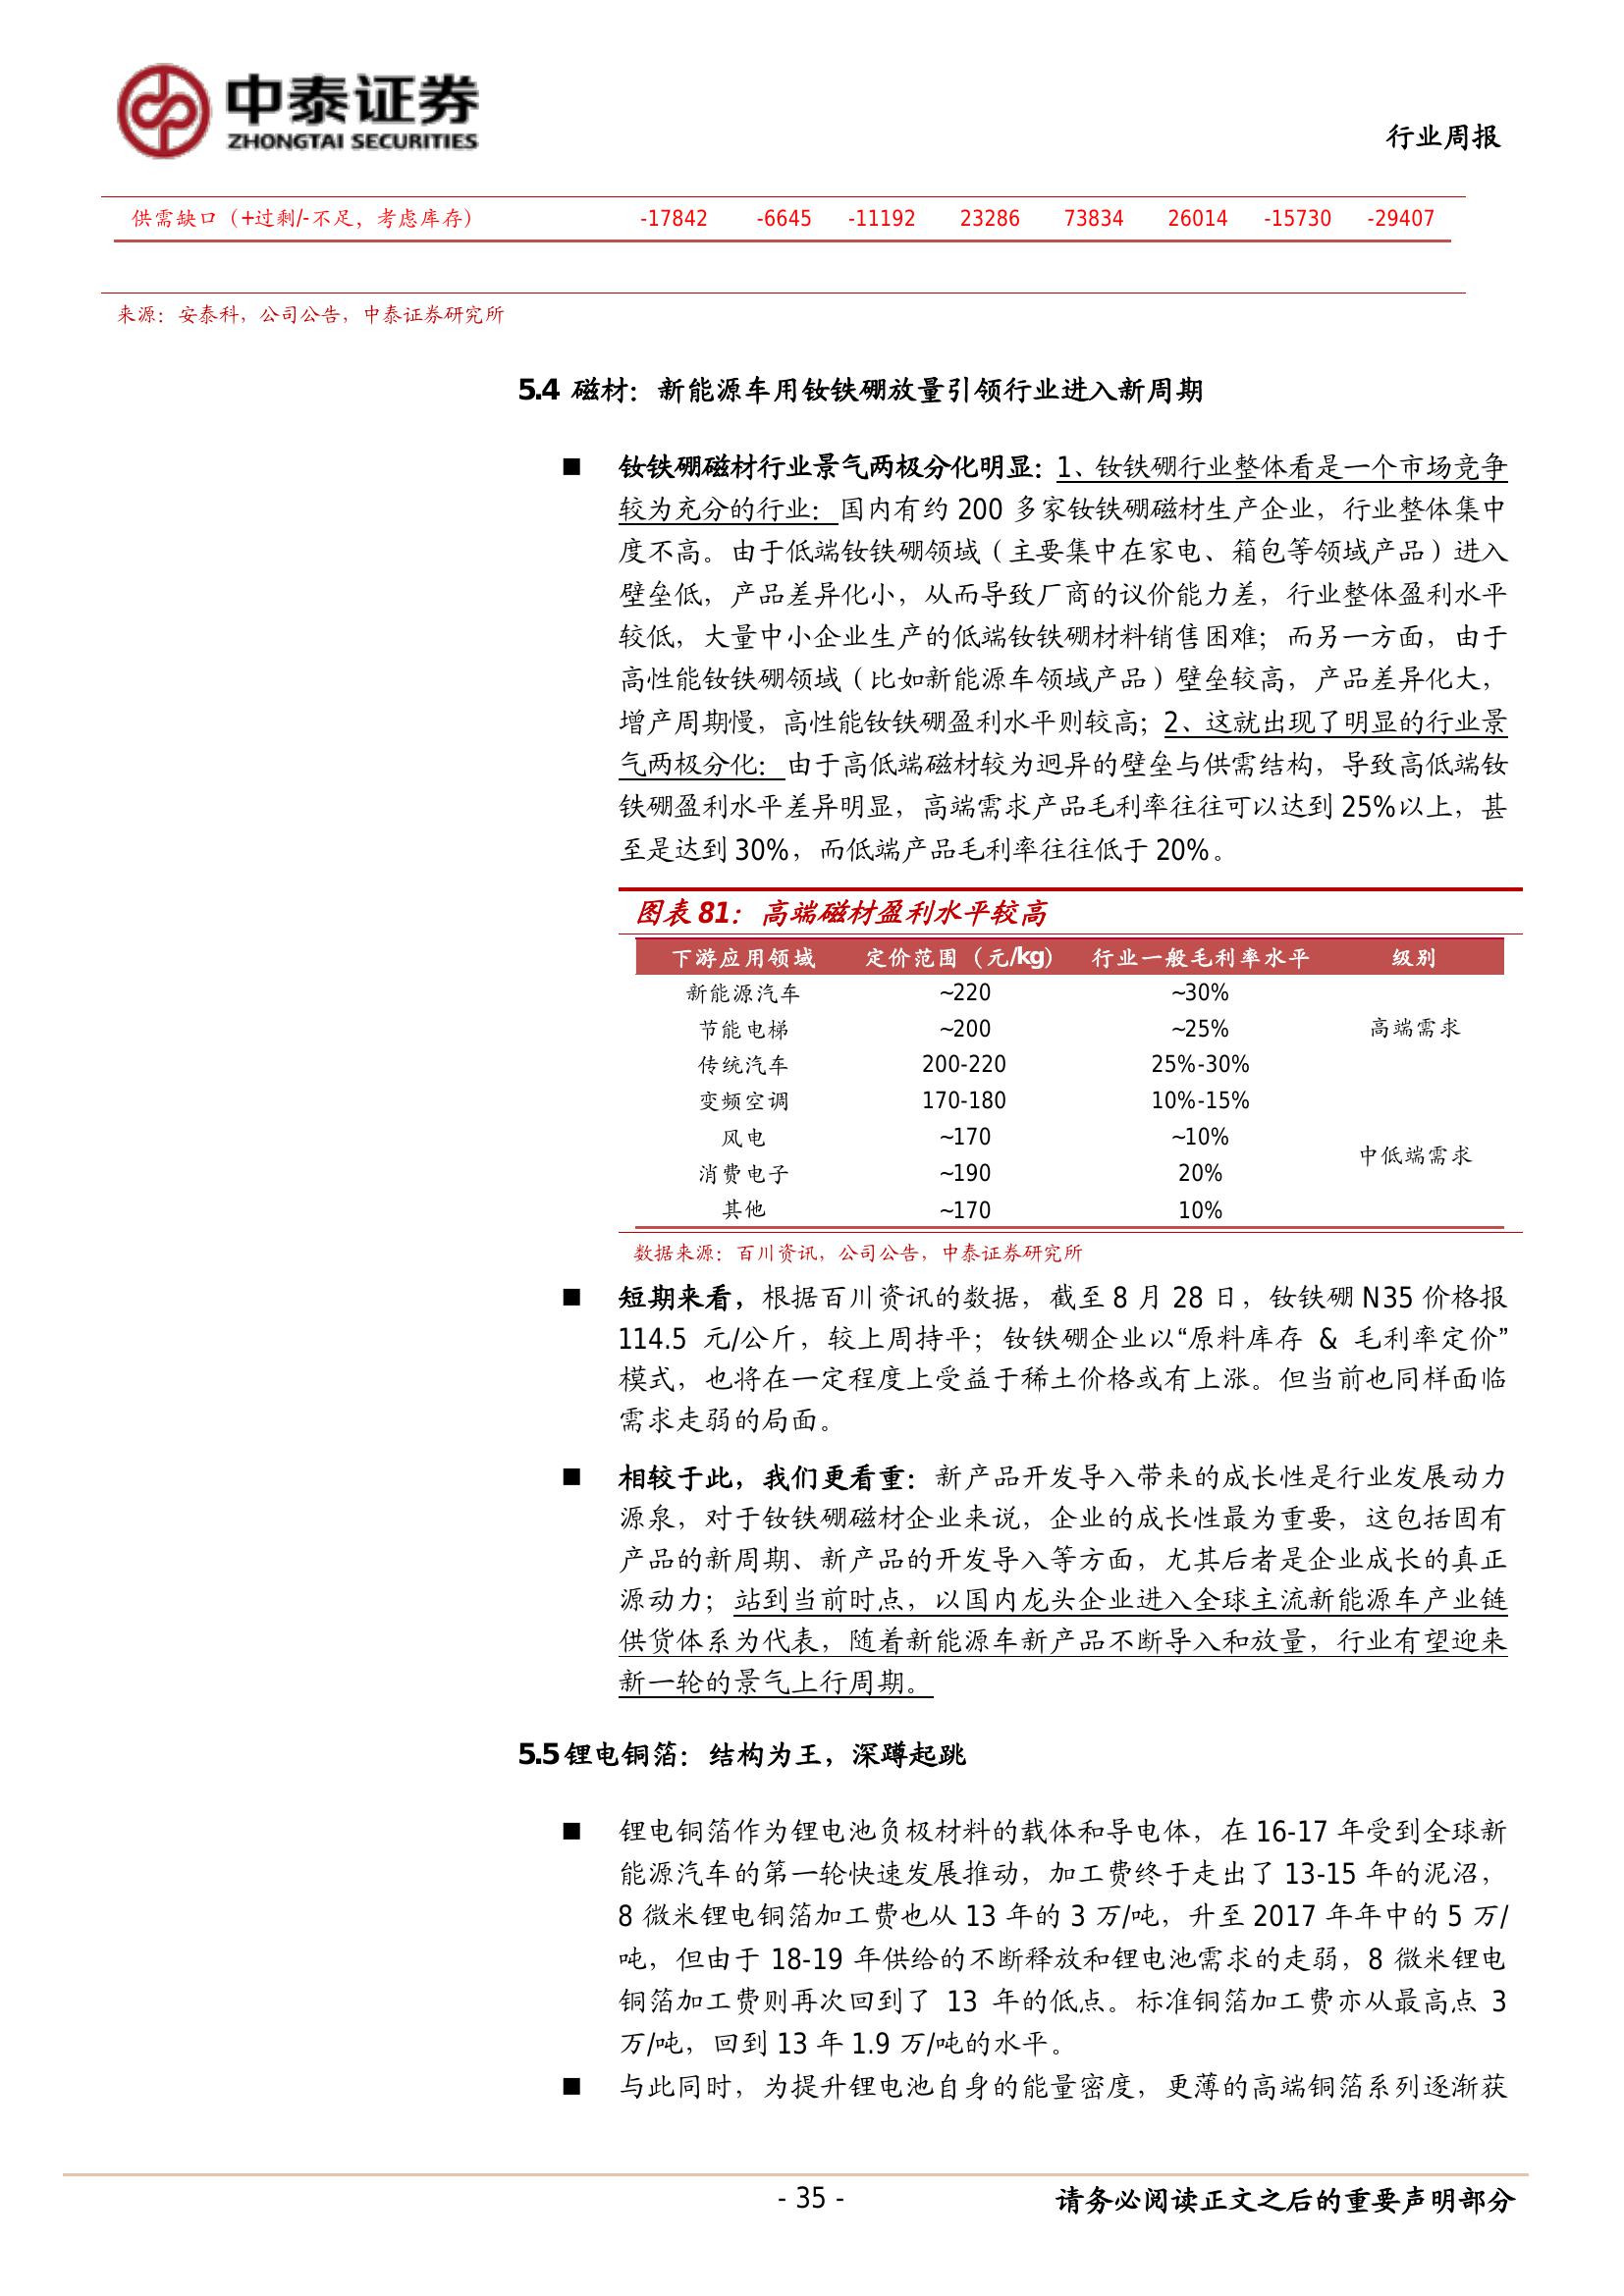 中泰证券
ZHONGTAI SECURITIES
行业周报
供需缺口（+过剩/-不足，考虑库存） -17842 -6645 -11192 23286 73834 26014 -15730 -29407
来源：安泰科，公司公告，中泰证券研究所
5.4 磁材：新能源车用钕铁硼放量引领行业进入新周期
■ 钕铁硼磁材行业景气两极分化明显：1、钕铁硼行业整体看是一个市场竞争
较为充分的行业：国内有约 200 多家钕铁硼磁材生产企业，行业整体集中
度不高。由于低端钕铁硼领域（主要集中在家电、箱包等领域产品）进入
壁垒低，产品差异化小，从而导致厂商的议价能力差，行业整体盈利水平
较低，大量中小企业生产的低端钕铁硼材料销售困难；而另一方面，由于
高性能钕铁硼领域（比如新能源车领域产品）壁垒较高，产品差异化大，
增产周期慢，高性能钕铁硼盈利水平则较高；2、这就出现了明显的行业景
气两极分化：由于高低端磁材较为迥异的壁垒与供需结构，导致高低端钕
铁硼盈利水平差异明显，高端需求产品毛利率往往可以达到 25%以上，甚
至是达到 30%，而低端产品毛利率往往低于 20%。
图表 81：高端磁材盈利水平较高
下游应用领域 定价范围（元/kg） 行业一般毛利率水平 级别
新能源汽车 ~220 ~30%
节能电梯 ~200 ~25% 高端需求
传统汽车 200-220 25%-30%
变频空调 170-180 10%-15%
风电 ~170 ~10%
中低端需求
消费电子 ~190 20%
其他 ~170 10%
数据来源：百川资讯，公司公告，中泰证券研究所
■ 短期来看，根据百川资讯的数据，截至 8 月 28 日，钕铁硼 N35 价格报
114.5 元/公斤，较上周持平；钕铁硼企业以“原料库存 & 毛利率定价”
模式，也将在一定程度上受益于稀土价格或有上涨。但当前也同样面临
需求走弱的局面。
■ 相较于此，我们更看重：新产品开发导入带来的成长性是行业发展动力
源泉，对于钕铁硼磁材企业来说，企业的成长性最为重要，这包括固有
产品的新周期、新产品的开发导入等方面，尤其后者是企业成长的真正
源动力；站到当前时点，以国内龙头企业进入全球主流新能源车产业链
供货体系为代表，随着新能源车新产品不断导入和放量，行业有望迎来
新一轮的景气上行周期。
5.5 锂电铜箔：结构为王，深蹲起跳
■ 锂电铜箔作为锂电池负极材料的载体和导电体，在 16-17 年受到全球新
能源汽车的第一轮快速发展推动，加工费终于走出了 13-15 年的泥沼，
8 微米锂电铜箔加工费也从 13 年的 3 万/吨，升至 2017 年年中的 5 万/
吨，但由于 18-19 年供给的不断释放和锂电池需求的走弱，8 微米锂电
铜箔加工费则再次回到了 13 年的低点。标准铜箔加工费亦从最高点 3
万/吨，回到 13 年 1.9 万/吨的水平。
■ 与此同时，为提升锂电池自身的能量密度，更薄的高端铜箔系列逐渐获
- 35 -
请务必阅读正文之后的重要声明部分